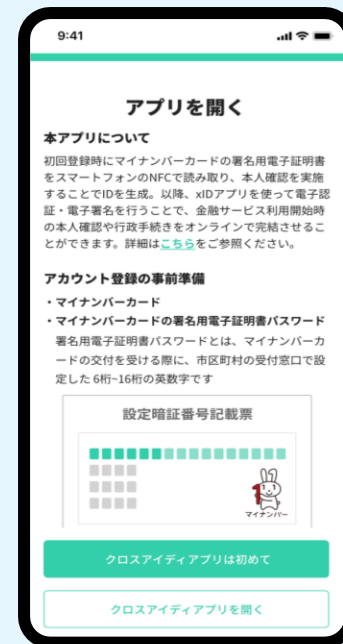 9:41
アプリを開く
本アプリについて
初回登録時にマイナンバーカードの署名用電子証明書
をスマートフォンのNFCで読み取り、本人確認を実施
することでIDを生成。以降、xIDアプリを使って電子認
証・電子署名を行うことで、金融サービス利用開始時
の本人確認や行政手続きをオンラインで完結させるこ
とができます。詳細はこちらをご参照ください。
アカウント登録の事前準備
・マイナンバーカード
・マイナンバーカードの署名用電子証明書パスワード
署名用電子証明書パスワードとは、マイナンバーカ
ードの交付を受ける際に、市区町村の受付窓口で設
定した 6桁~16桁の英数字です
設定暗証番号記載票
1
マイナンバー
クロスアイディアプリは初めて
クロスアイディアプリを開く